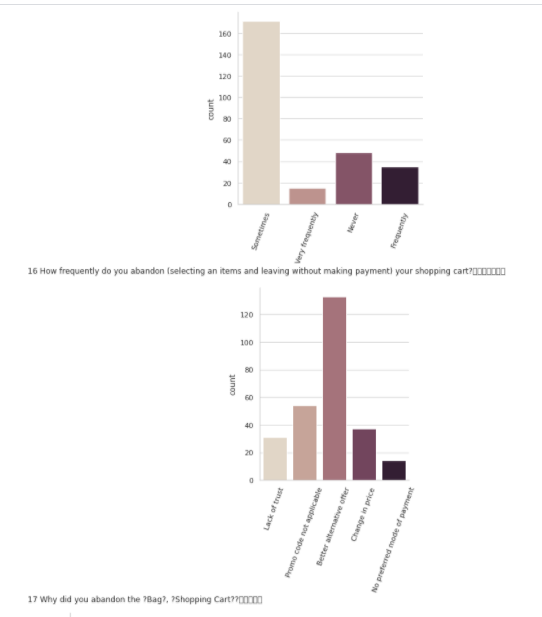 160
140
120
100
80
60
40
20
0
count
Sometimes
Very frequently
Never
Frequently
16 How frequently do you abandon (selecting an items and leaving without making payment) your shopping cart?▯▯▯▯▯▯▯
120
100
80
60
40
20
0
count
Lack of trust
Promo code not applicable
Better alternative offer
Change in price
No preferred mode of payment
17 Why did you abandon the ?Bag?, ?Shopping Cart??▯▯▯▯▯